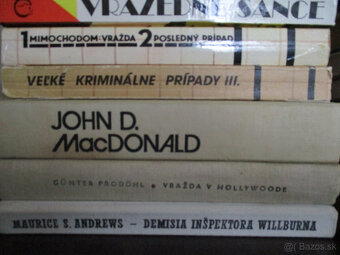 VRAŽEDNÉ ŠANCE
1 MIMOCHODOM: VRAŽDA 2 POSLEDNÝ PRÍPAD
VEĽKÉ KRIMINÁLNE PRÍPADY III.
JOHN D.
MacDONALD
GÜNTER PRODÖHL • VRAŽDA V HOLLYWOODE
MAURICE S. ANDREWS – DEMISIA INŠPEKTORA WILLBURNA
Bazos.sk